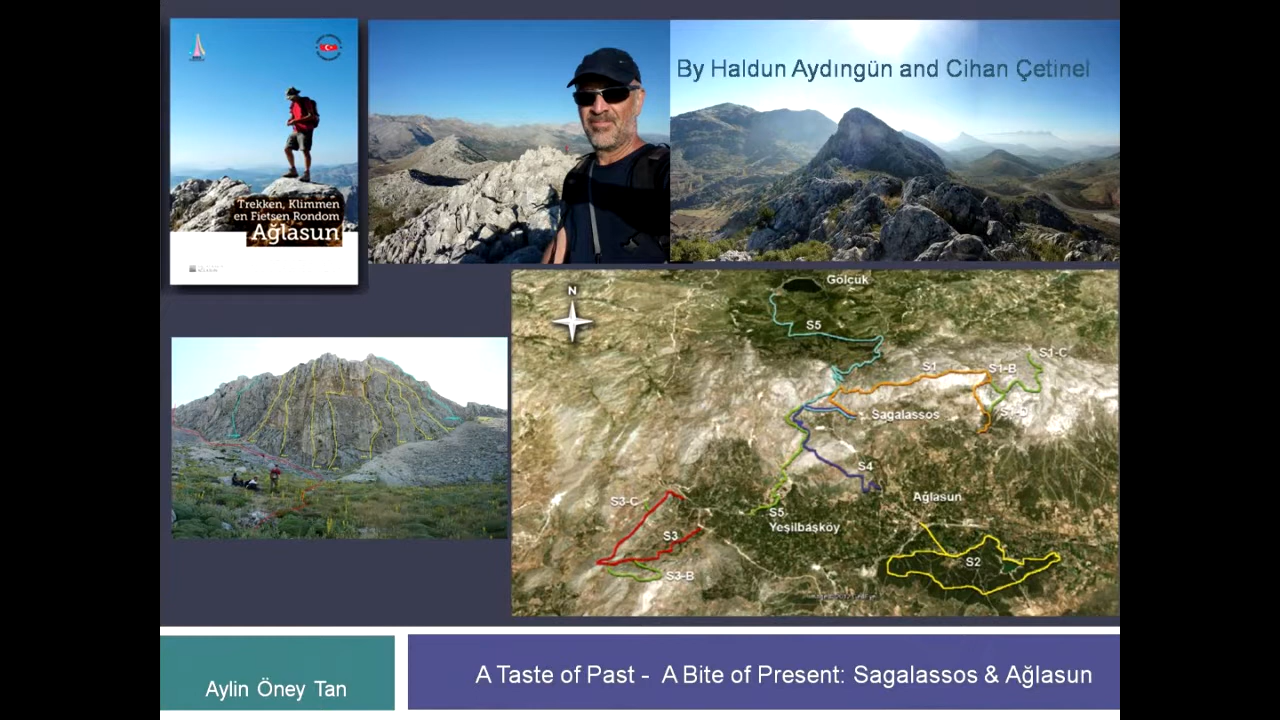 Trekken, Klimmen
en Fietsen Rondom
Ağlasun
By Haldun Aydıngün and Cihan Çetinel
N
Gölcük
S5
S1
S1-B
S1-C
S1-D
Sagalassos
S4
Ağlasun
S5
Yeşilbaşköy
S3-C
S3
S3-B
S2
Aylin Öney Tan
A Taste of Past - A Bite of Present: Sagalassos & Ağlasun